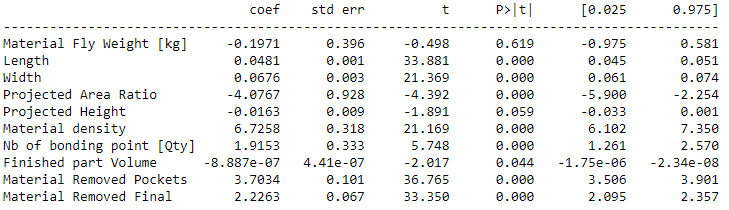 coef std err t P>|t| [0.025 0.975]
Material Fly Weight [kg] -0.1971 0.396 -0.498 0.619 -0.975 0.581
Length 0.0481 0.001 33.881 0.000 0.045 0.051
Width 0.0676 0.003 21.369 0.000 0.061 0.074
Projected Area Ratio -4.0767 0.928 -4.392 0.000 -5.900 -2.254
Projected Height -0.0163 0.009 -1.891 0.059 -0.033 0.001
Material density 6.7258 0.318 21.169 0.000 6.102 7.350
Nb of bonding point [Qty] 1.9153 0.333 5.748 0.000 1.261 2.570
Finished part Volume -8.887e-07 4.41e-07 -2.017 0.044 -1.75e-06 -2.34e-08
Material Removed Pockets 3.7034 0.101 36.765 0.000 3.506 3.901
Material Removed Final 2.2263 0.067 33.350 0.000 2.095 2.357